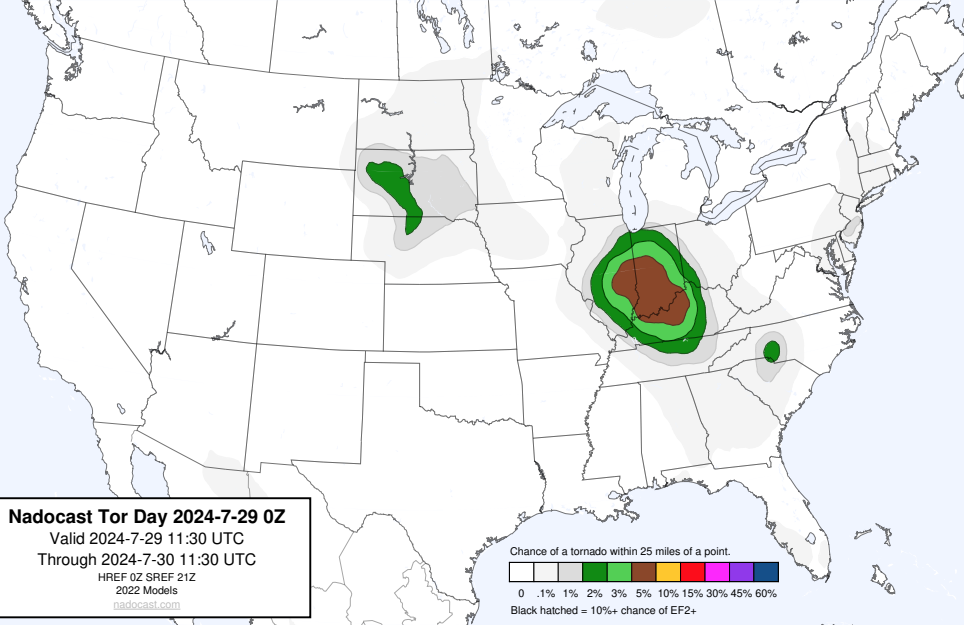 Nadocast Tor Day 2024-7-29 0Z
Valid 2024-7-29 11:30 UTC
Through 2024-7-30 11:30 UTC
HREF 0Z SREF 21Z
2022 Models
nadocast.com
Chance of a tornado within 25 miles of a point.
0 .1% 1% 2% 3% 5% 10% 15% 30% 45% 60%
Black hatched = 10%+ chance of EF2+